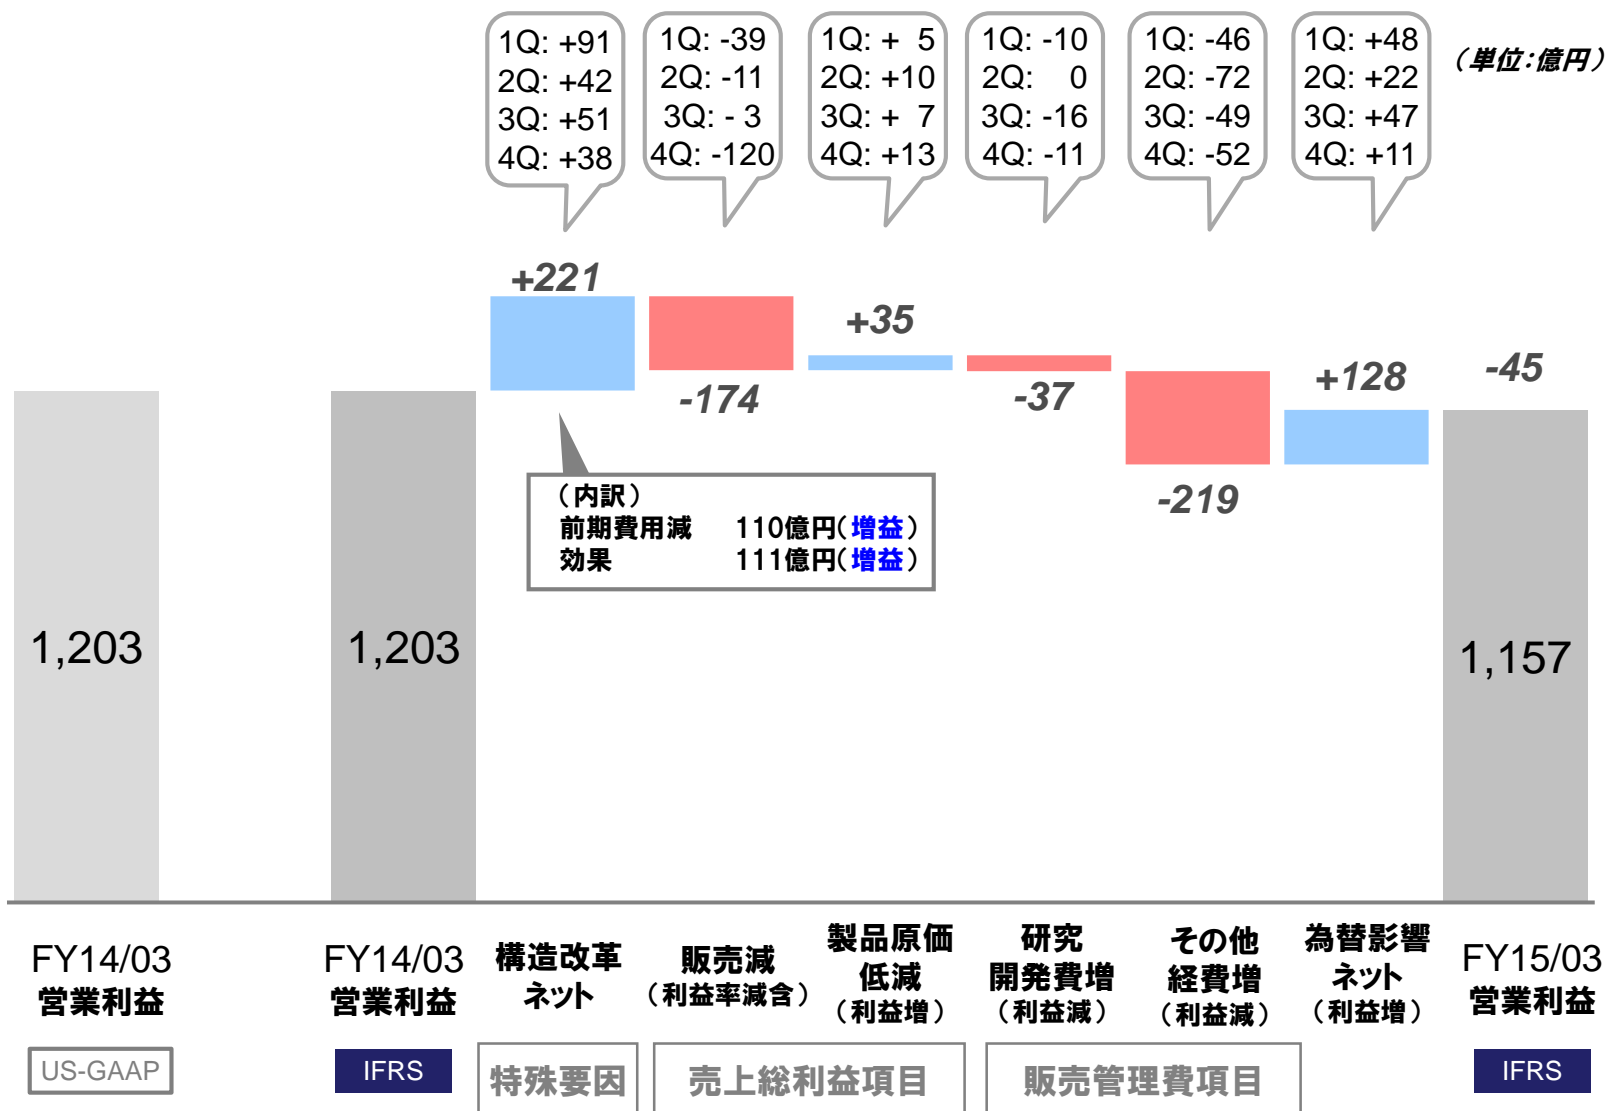 1Q: +91
2Q: +42
3Q: +51
4Q: +38
1Q: -39
2Q: -11
3Q: - 3
4Q: -120
1Q: + 5
2Q: +10
3Q: + 7
4Q: +13
1Q: -10
2Q: 0
3Q: -16
4Q: -11
1Q: -46
2Q: -72
3Q: -49
4Q: -52
1Q: +48
2Q: +22
3Q: +47
4Q: +11
（単位：億円）
+221
-174
+35
-37
-219
+128
-45
（内訳）
前期費用減 110億円（増益）
効果 111億円（増益）
1,203
1,203
1,157
FY14/03
営業利益
US-GAAP
FY14/03
営業利益
IFRS
構造改革
ネット
販売減
（利益率減含）
製品原価
低減
（利益増）
研究
開発費増
（利益減）
その他
経費増
（利益減）
為替影響
ネット
（利益増）
FY15/03
営業利益
IFRS
特殊要因
売上総利益項目
販売管理費項目